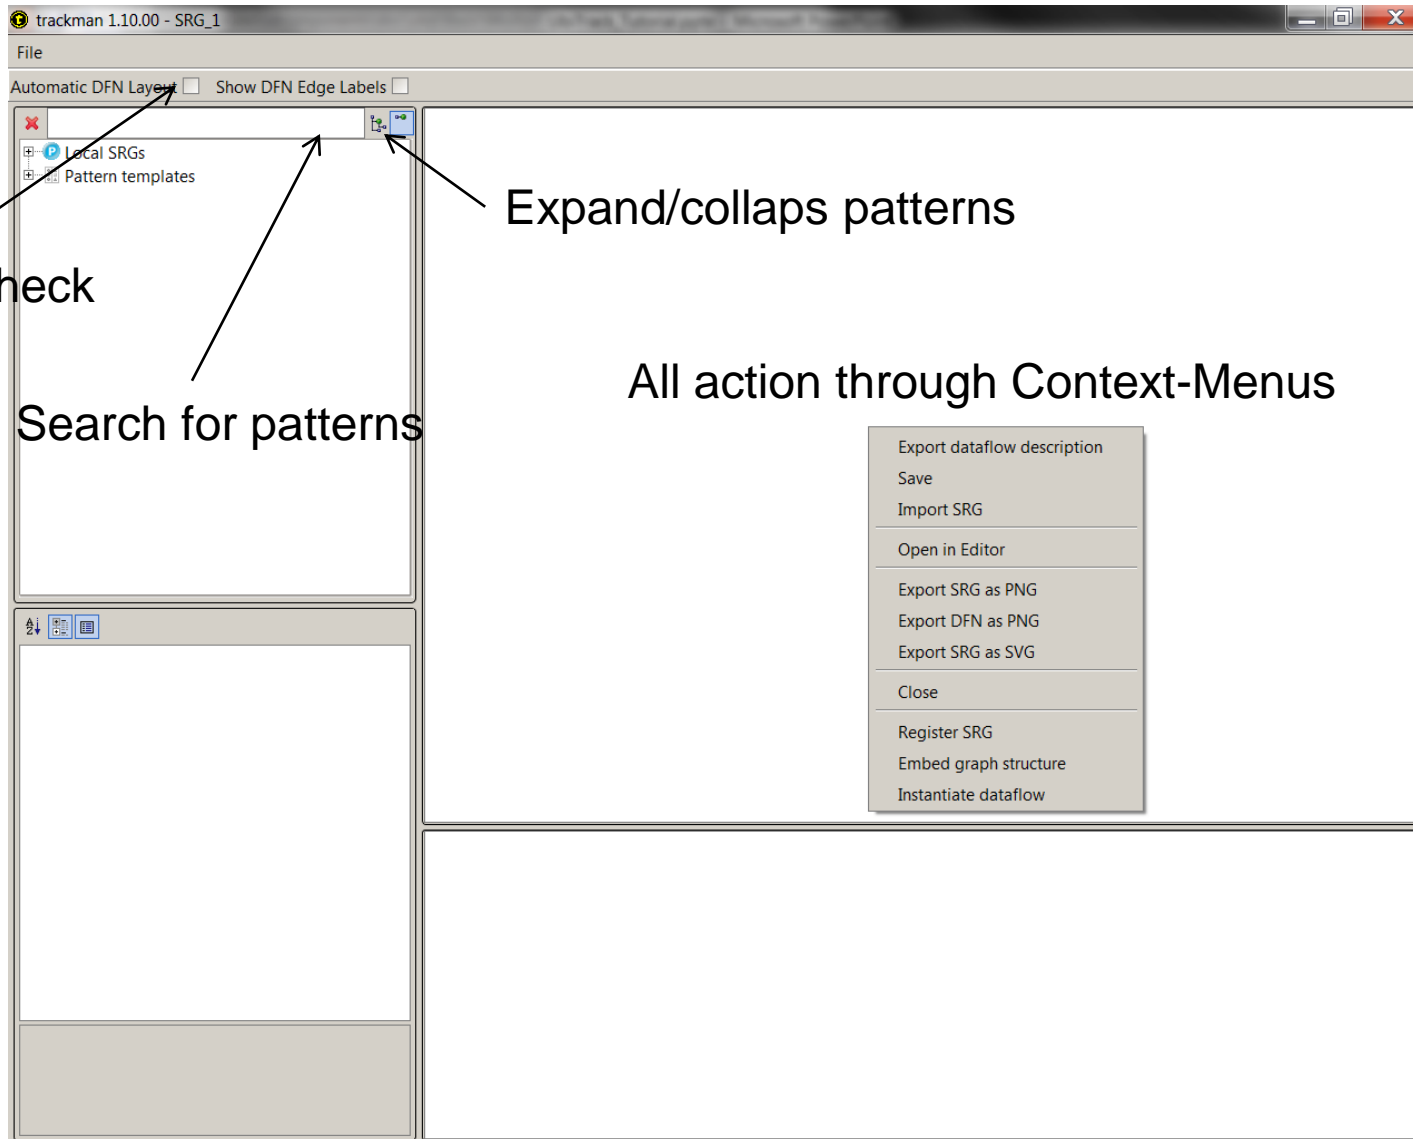 trackman 1.10.00 - SRG_1
File
Automatic DFN Layout Show DFN Edge Labels
Local SRGs
Pattern templates
Expand/collaps patterns
heck
All action through Context-Menus
Search for patterns
Export dataflow description
Save
Import SRG
Open in Editor
Export SRG as PNG
Export DFN as PNG
Export SRG as SVG
Close
Register SRG
Embed graph structure
Instantiate dataflow